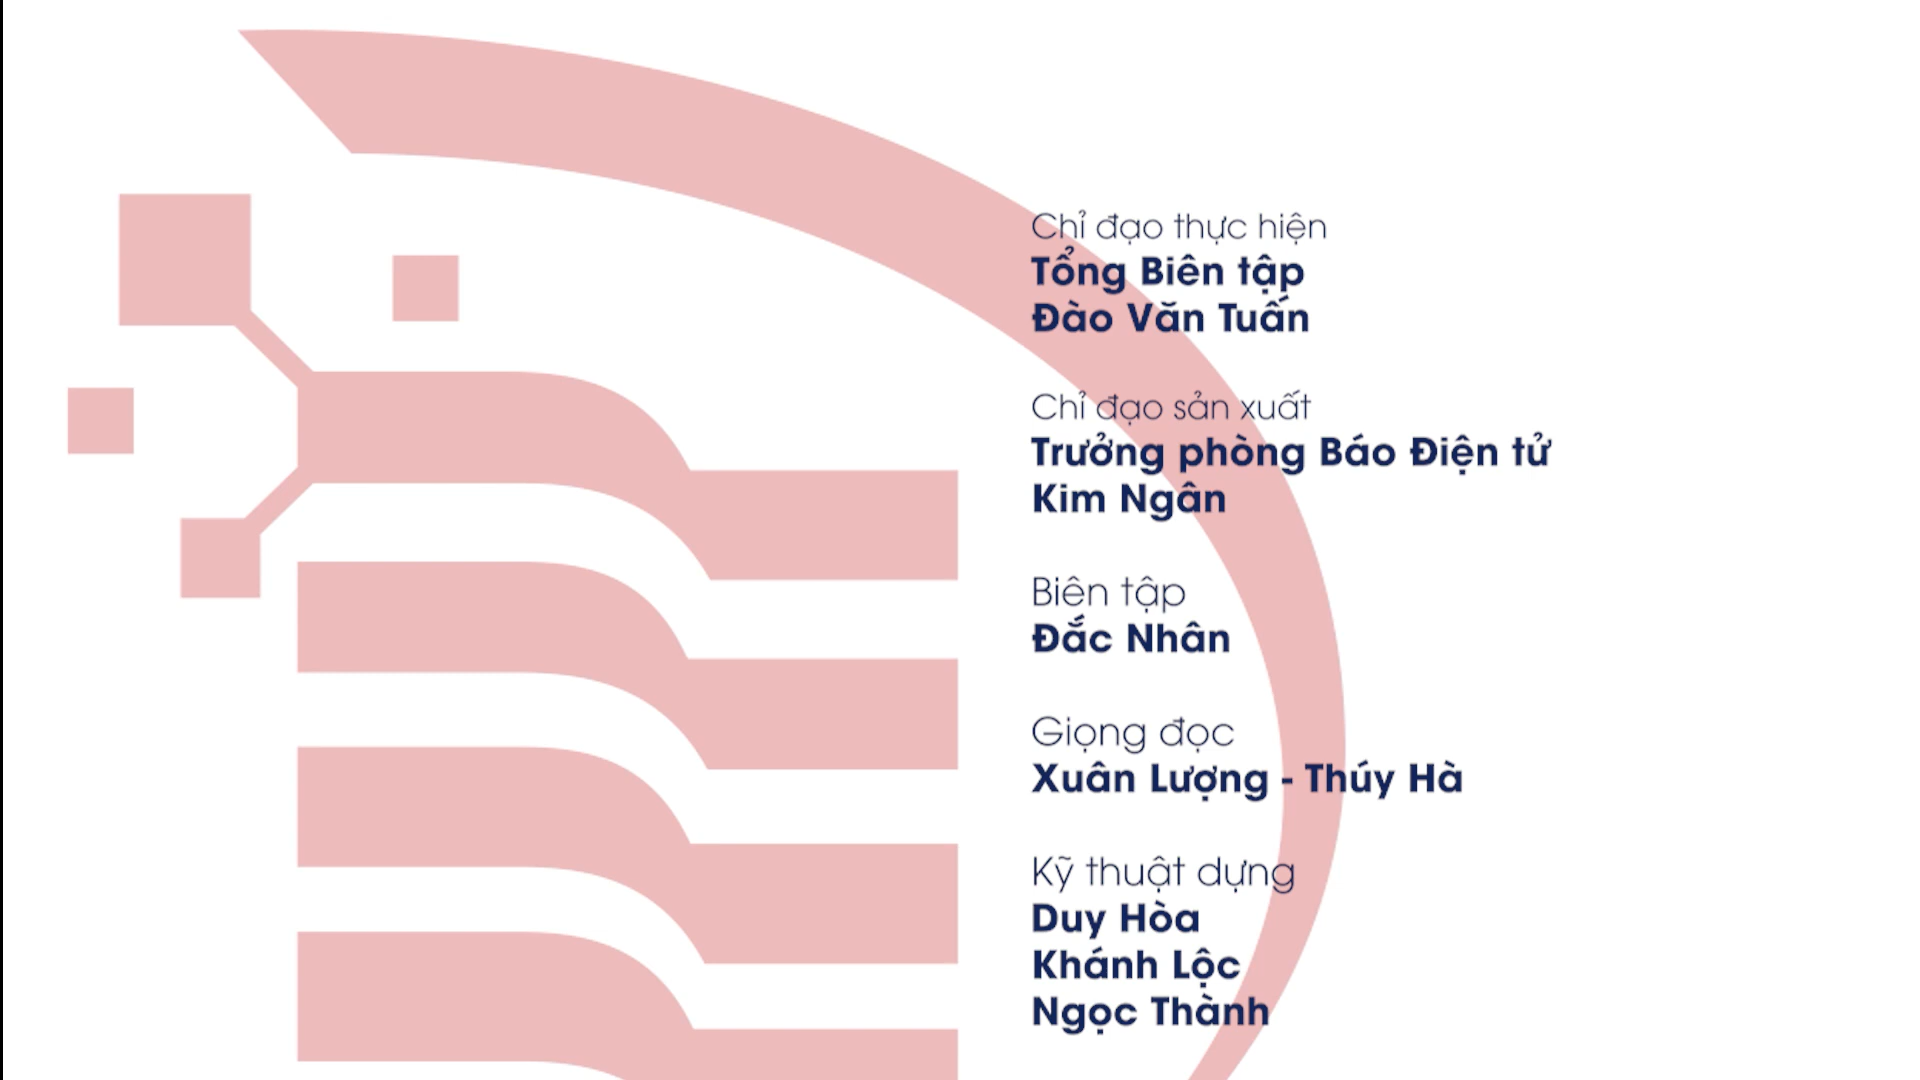 Chỉ đạo thực hiện
Tổng Biên tập
Đào Văn Tuấn
Chỉ đạo sản xuất
Trưởng phòng Báo Điện tử
Kim Ngân
Biên tập
Đắc Nhân
Giọng đọc
Xuân Lượng - Thúy Hà
Kỹ thuật dựng
Duy Hòa
Khánh Lộc
Ngọc Thành